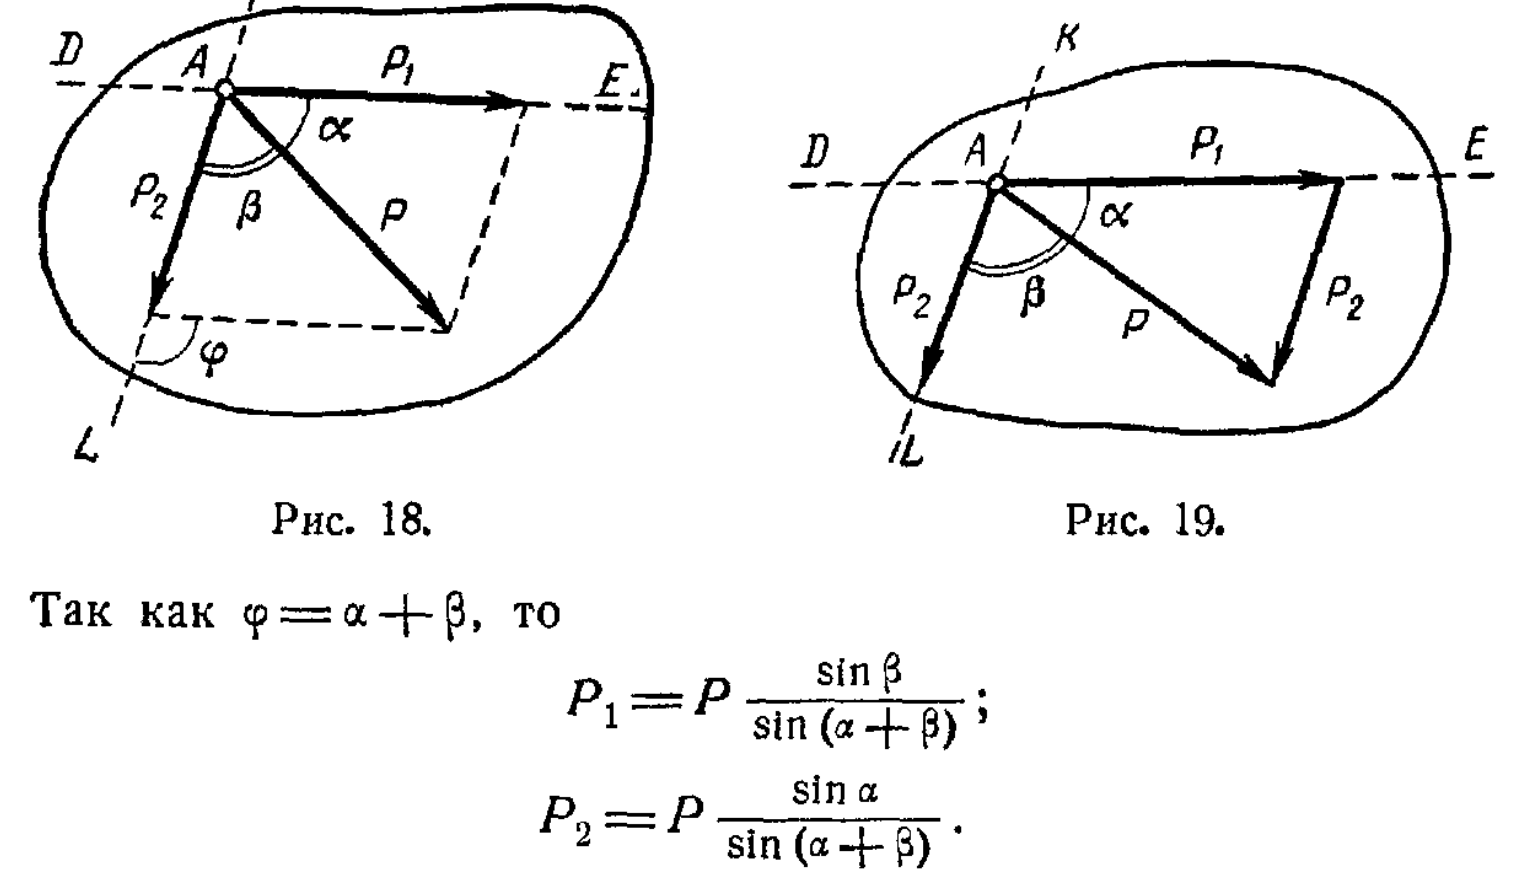 D A P₁ E.
α
P₂ β P
φ
L
Рис. 18.
K
D A P₁ E
α
P₂ β P P₂
L
Рис. 19.
Так как φ = α + β, то
P₁ = P sin β / sin (α + β) ;
P₂ = P sin α / sin (α + β) .